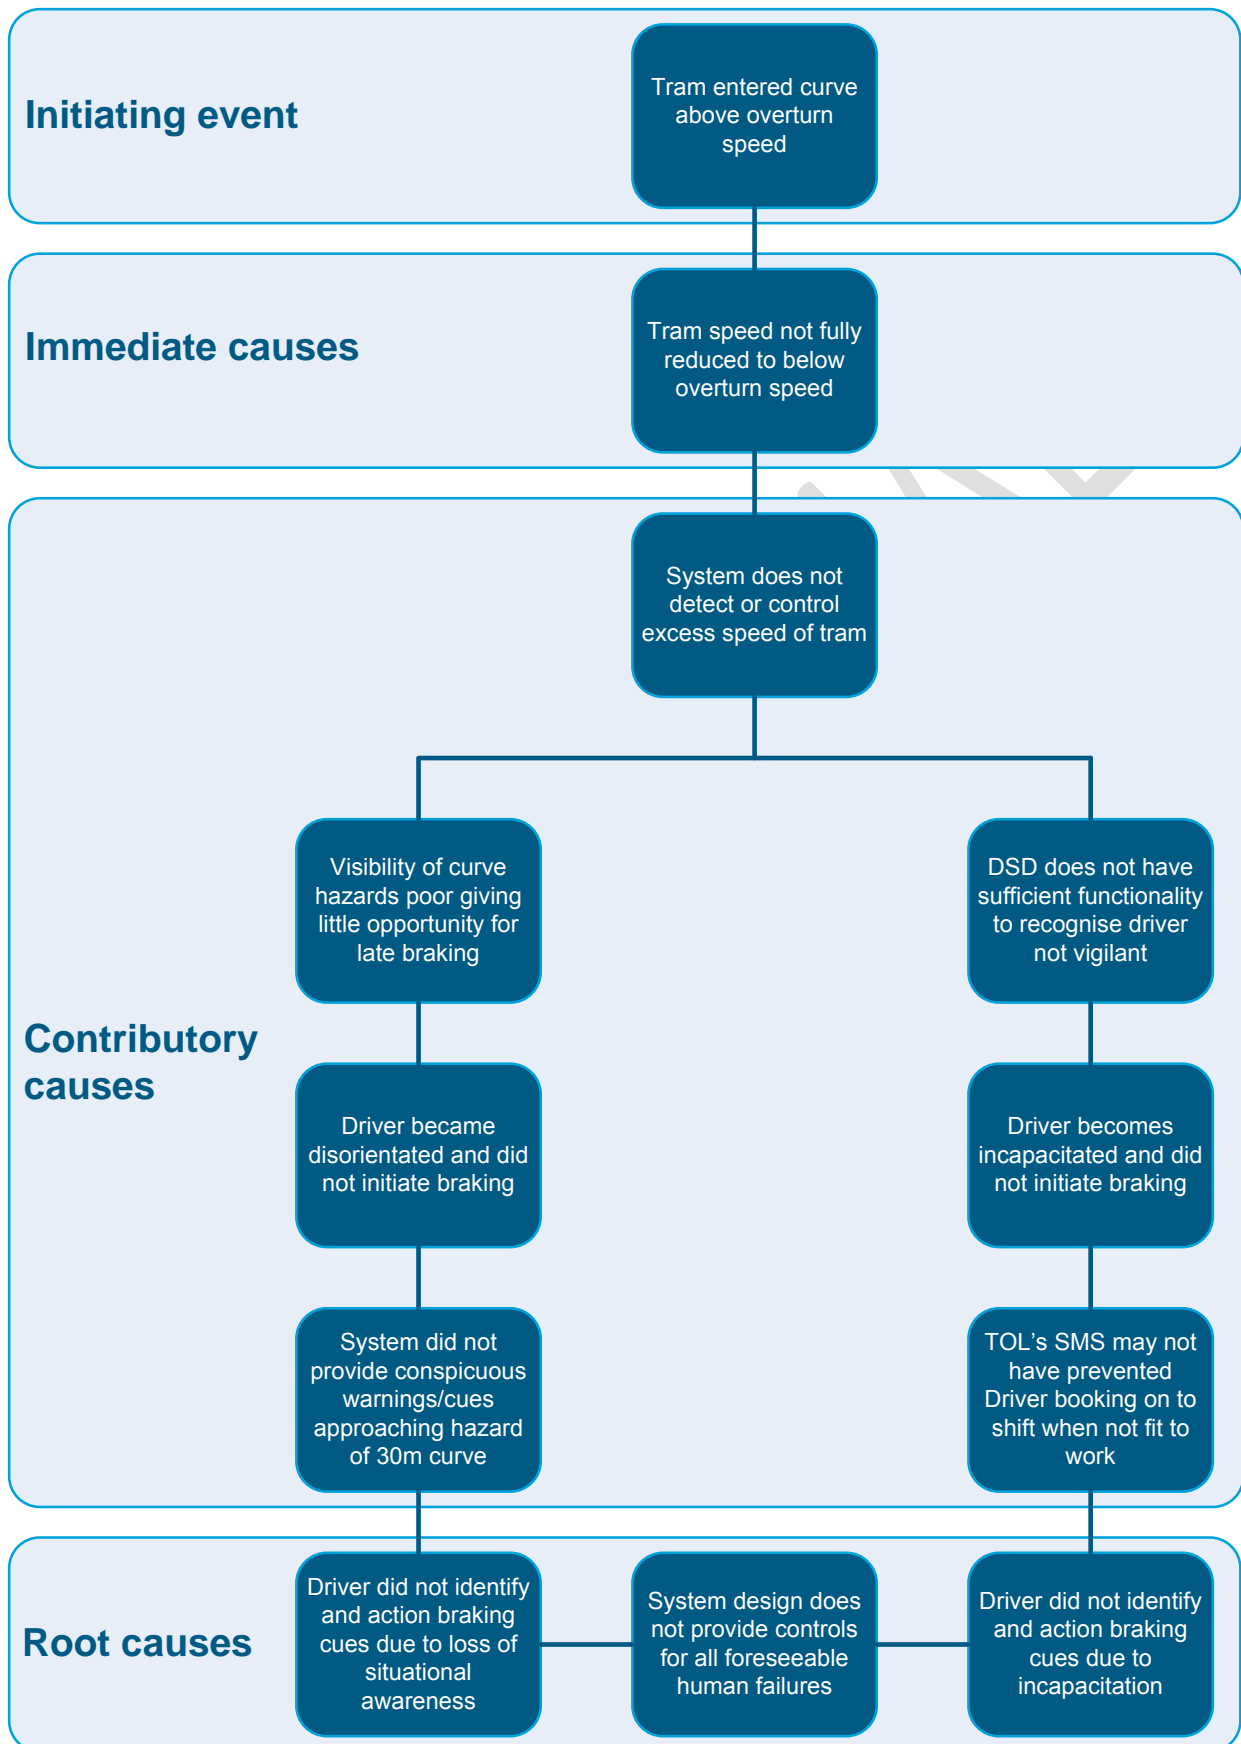 Initiating event
Tram entered curve
above overturn
speed
Immediate causes
Tram speed not fully
reduced to below
overturn speed
System does not
detect or control
excess speed of tram
Contributory
causes
Visibility of curve
hazards poor giving
little opportunity for
late braking
DSD does not have
sufficient functionality
to recognise driver
not vigilant
Driver became
disorientated and did
not initiate braking
Driver becomes
incapacitated and did
not initiate braking
System did not
provide conspicuous
warnings/cues
approaching hazard
of 30m curve
TOL's SMS may not
have prevented
Driver booking on to
shift when not fit to
work
Root causes
Driver did not identify
and action braking
cues due to loss of
situational
awareness
System design does
not provide controls
for all foreseeable
human failures
Driver did not identify
and action braking
cues due to
incapacitation